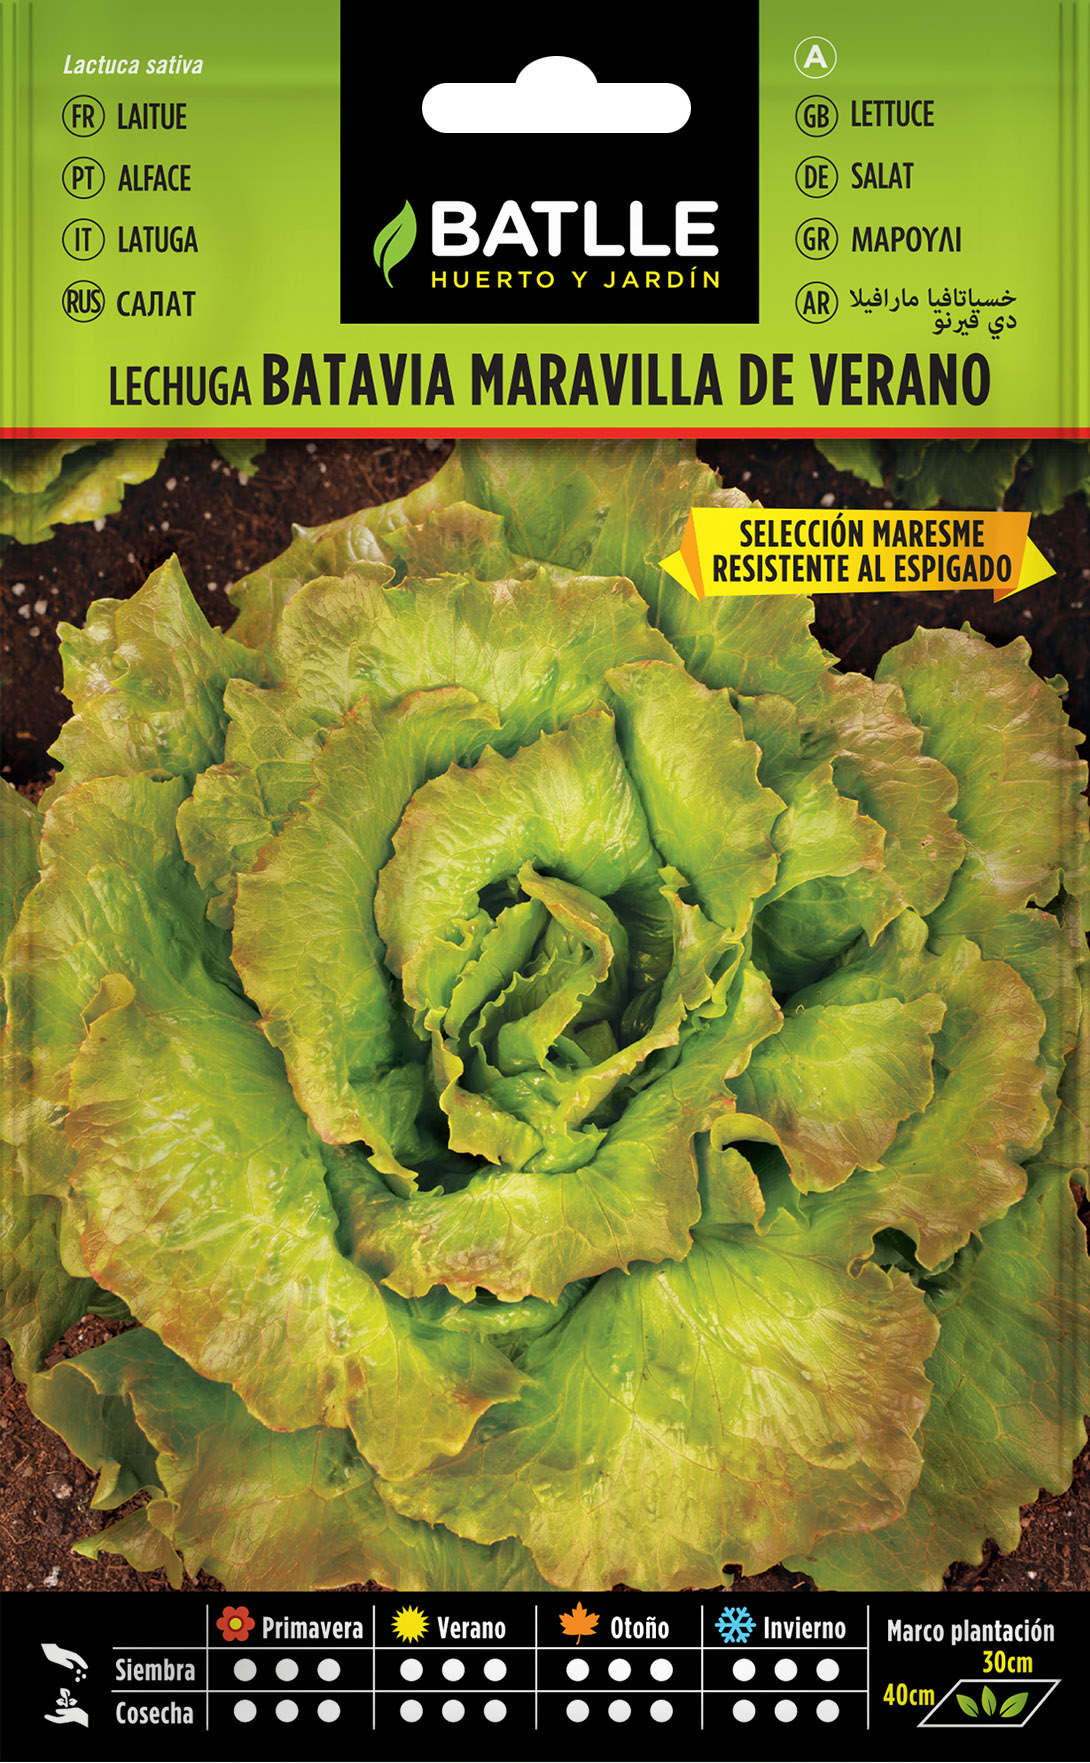 Lactuca sativa
FR LAITUE
PT ALFACE
IT LATUGA
RUS САЛАТ
BATLLE
HUERTO Y JARDÍN
A
GB LETTUCE
DE SALAT
GR ΜΑΡΟΥΛΙ
AR خسياتافيا مارافيلا
دي فيرنو
LECHUGA BATAVIA MARAVILLA DE VERANO
SELECCIÓN MARESME
RESISTENTE AL ESPIGADO
Primavera Verano Otoño Invierno
Siembra
Cosecha
Marco plantación
30cm
40cm